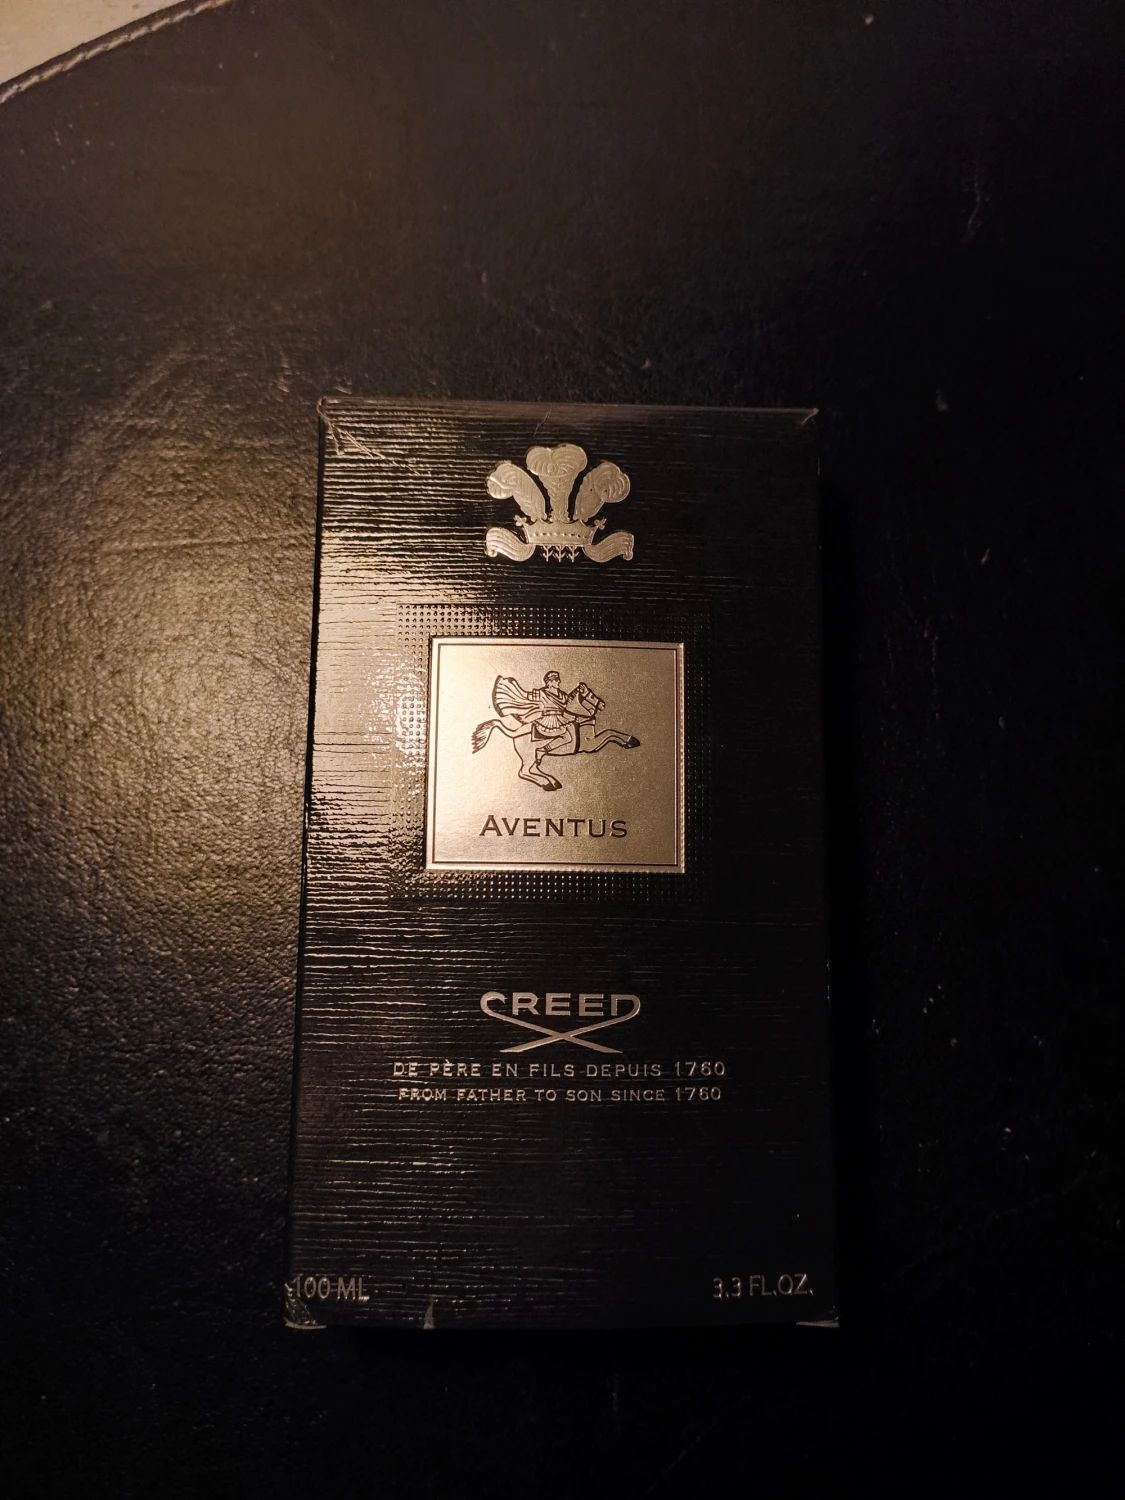 AVENTUS
CREED
DE PÈRE EN FILS DEPUIS 1760
FROM FATHER TO SON SINCE 1760
100 ML
3.3 FL.OZ.